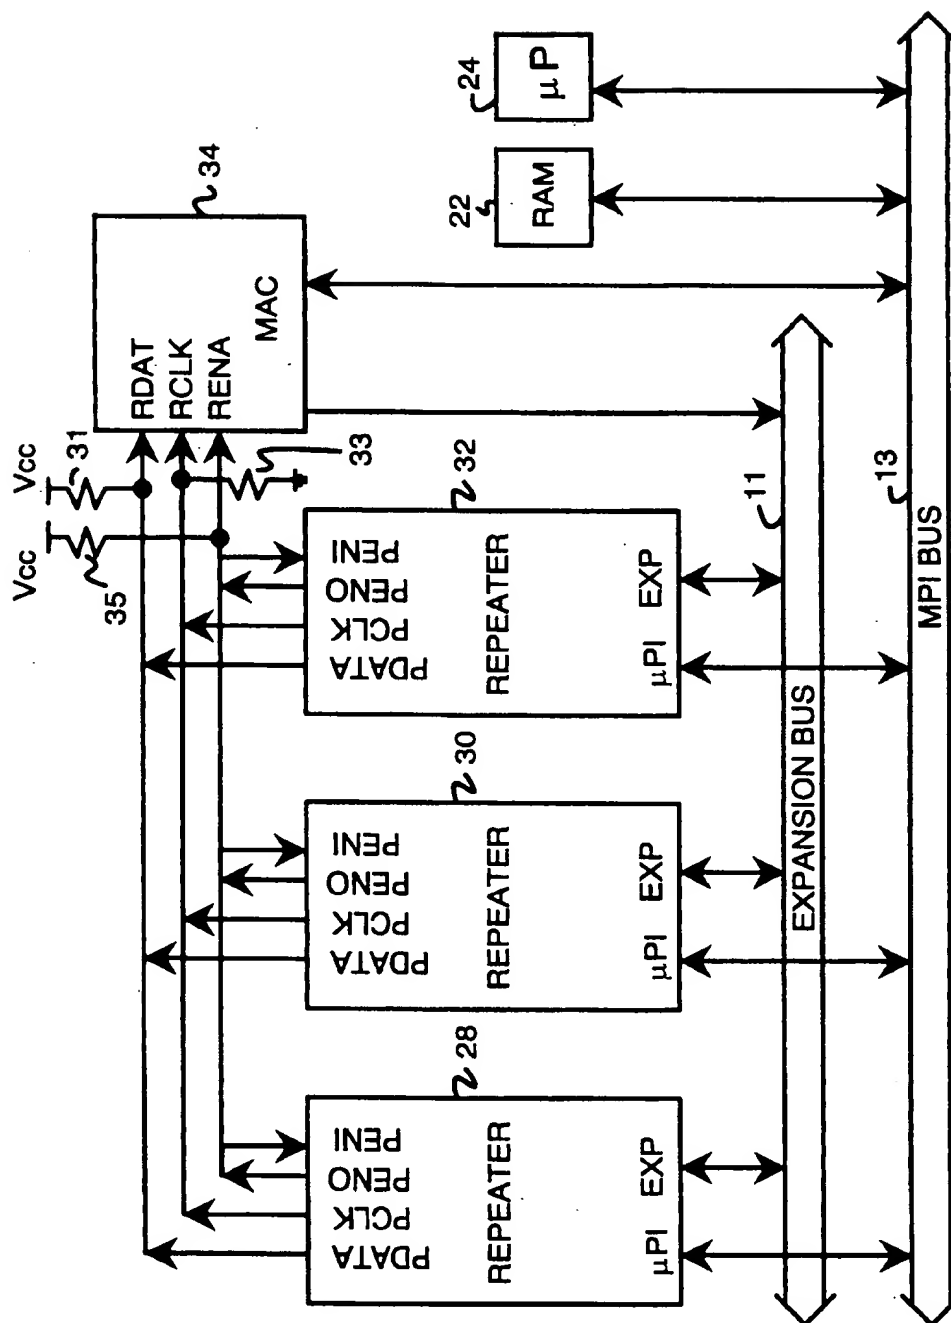 Vcc
Vcc
31
35
33
34
RDAT
RCLK
RENA
MAC
22
RAM
24
μP
28
PDATA
PCLK
PENO
PENI
REPEATER
μPI
EXP
30
PDATA
PCLK
PENO
PENI
REPEATER
μPI
EXP
32
PDATA
PCLK
PENO
PENI
REPEATER
μPI
EXP
11
EXPANSION BUS
13
MPI BUS